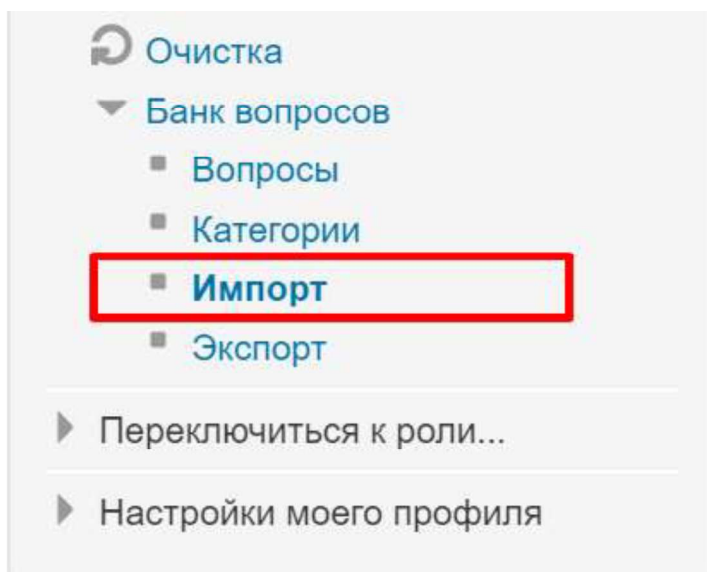 Очистка
Банк вопросов
Вопросы
Категории
Импорт
Экспорт
Переключиться к роли...
Настройки моего профиля